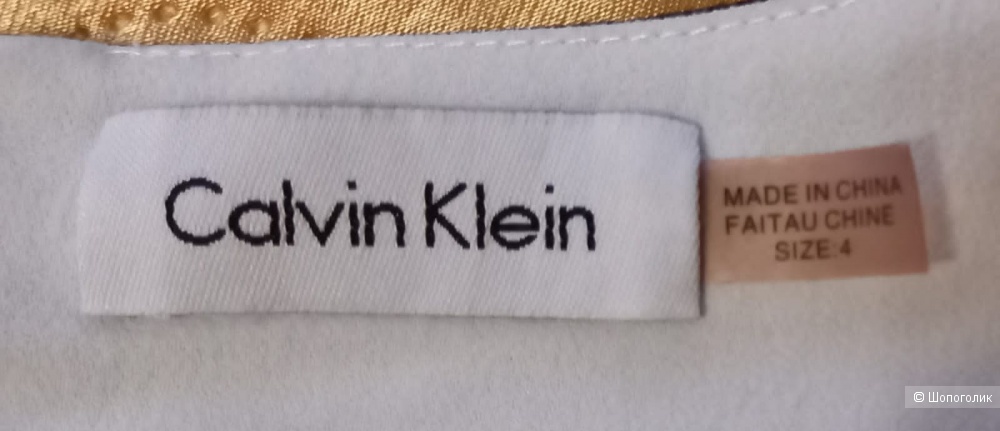 Calvin Klein
MADE IN CHINA
FAITAU CHINE
SIZE:4
© Шопоголик